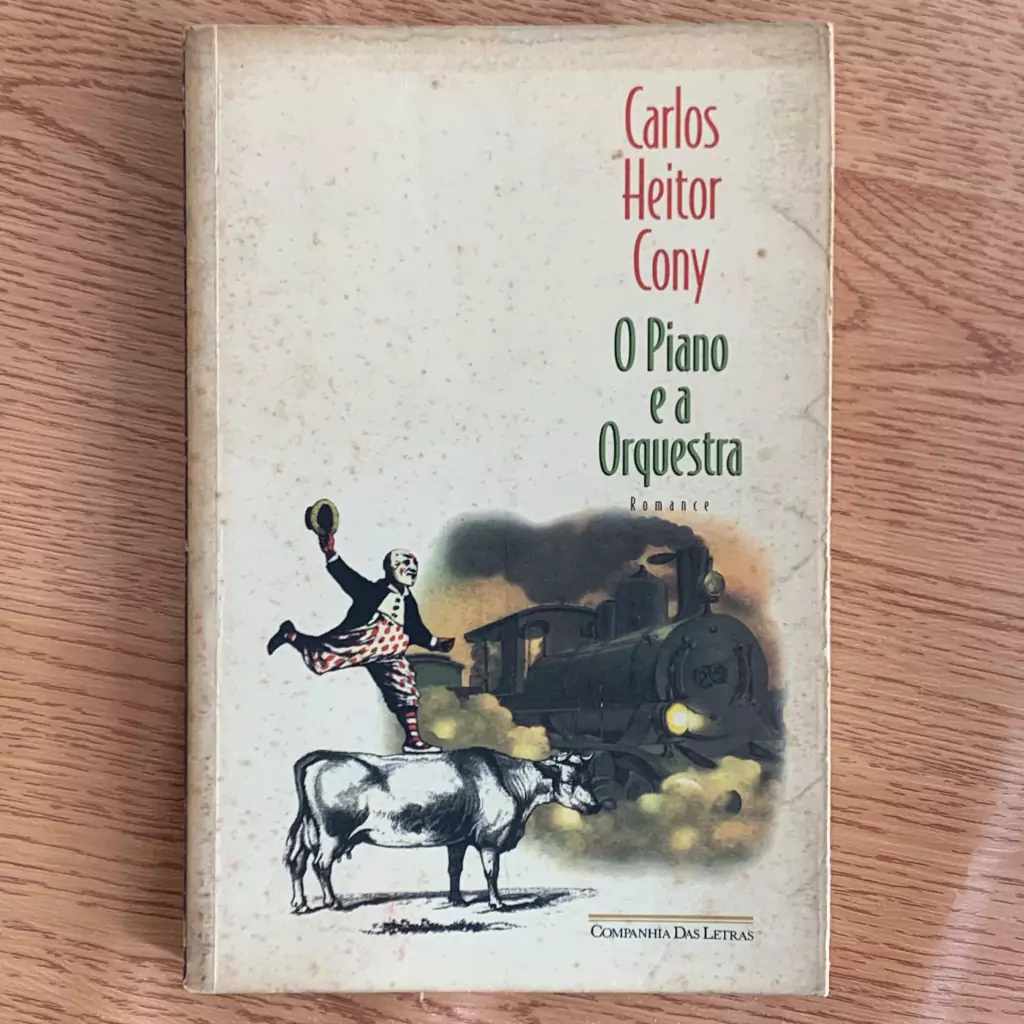 Carlos
Heitor
Cony
O Piano
e a
Orquestra
Romance
COMPANHIA DAS LETRAS